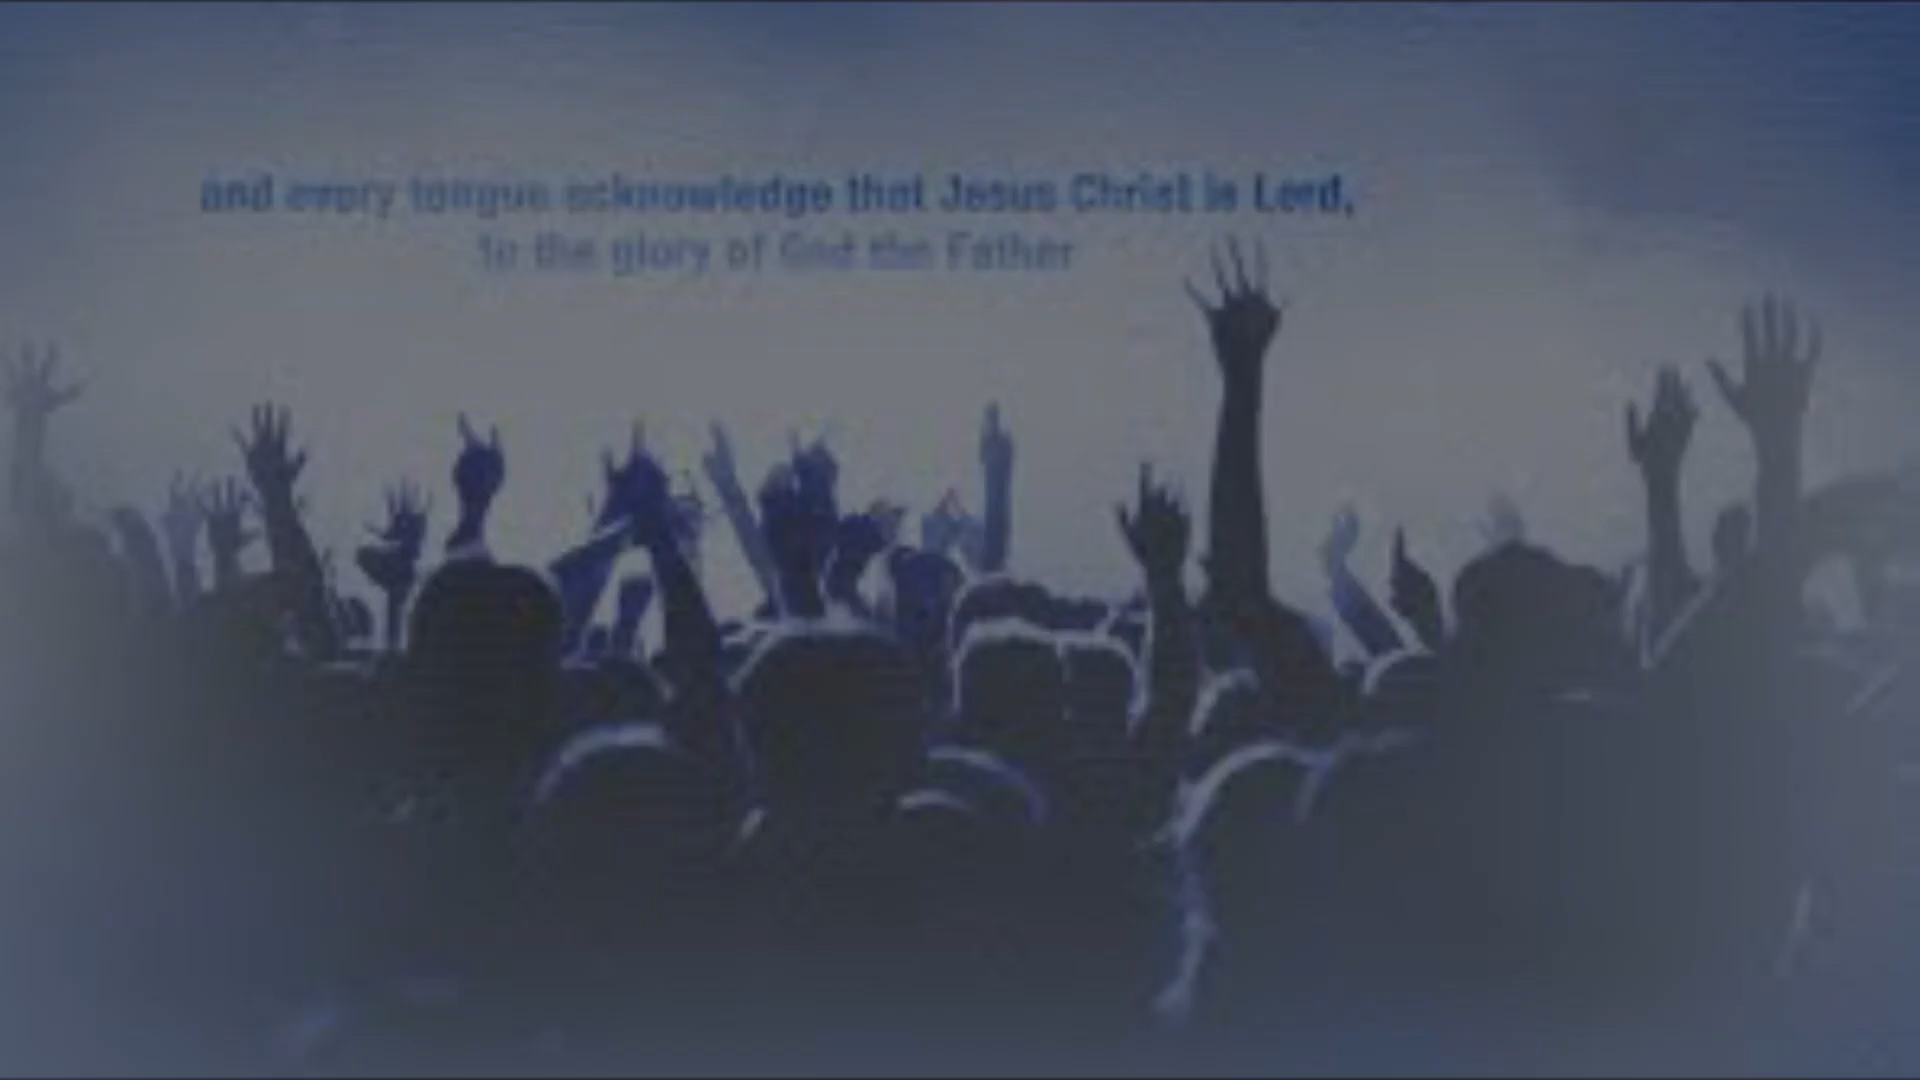 and every tongue acknowledge that Jesus Christ is Lord,
to the glory of God the Father